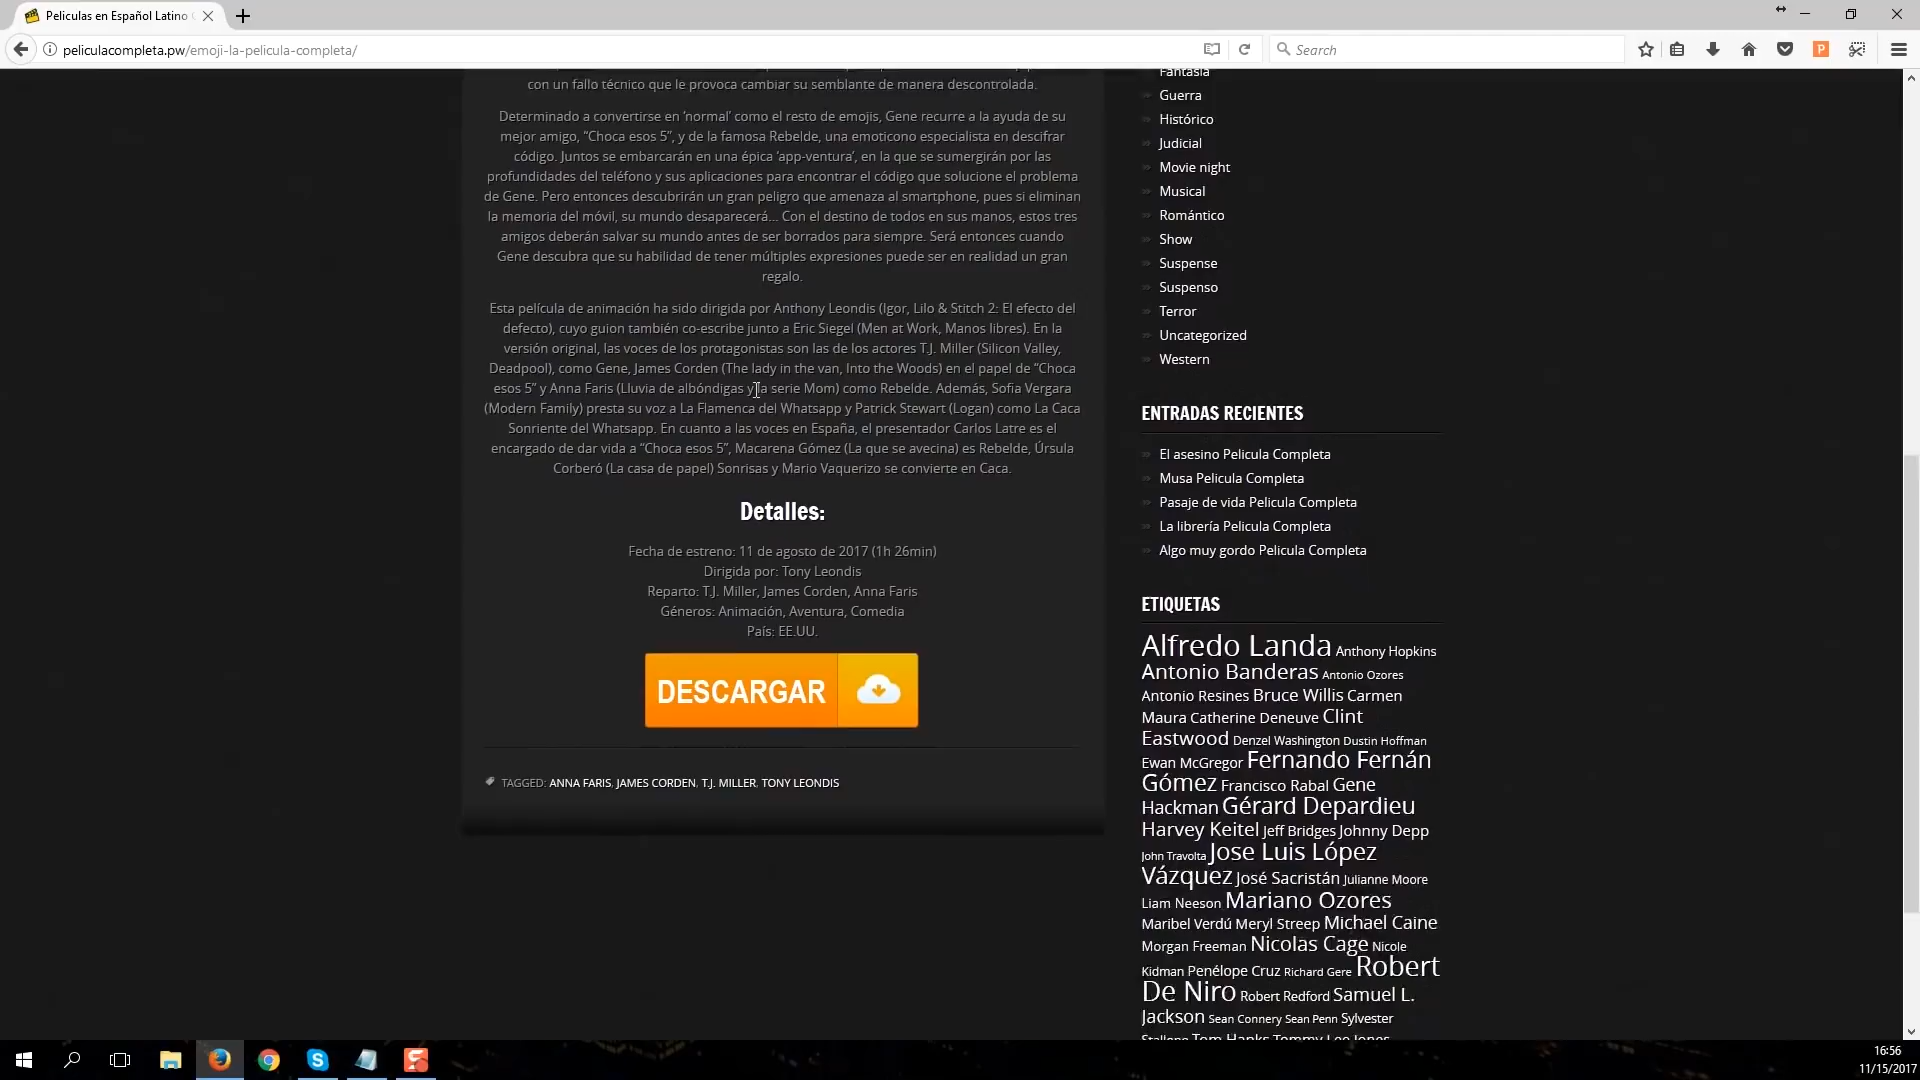 Peliculas en Español Latino
peliculacompleta.pw/emoji-la-pelicula-completa/
Search
con un fallo técnico que le provoca cambiar su semblante de manera descontrolada.
Determinado a convertirse en ‘normal’ como el resto de emojis, Gene recurre a la ayuda de su
mejor amigo, “Choca esos 5”, y de la famosa Rebelde, una emoticono especialista en descifrar
código. Juntos se embarcarán en una épica ‘app-ventura’, en la que se sumergirán por las
profundidades del teléfono y sus aplicaciones para encontrar el código que solucione el problema
de Gene. Pero entonces descubrirán un gran peligro que amenaza al smartphone, pues si eliminan
la memoria del móvil, su mundo desaparecerá… Con el destino de todos en sus manos, estos tres
amigos deberán salvar su mundo antes de ser borrados para siempre. Será entonces cuando
Gene descubra que su habilidad de tener múltiples expresiones puede ser en realidad un gran
regalo.
Esta película de animación ha sido dirigida por Anthony Leondis (Igor, Lilo & Stitch 2: El efecto del
defecto), cuyo guion también co-escribe junto a Eric Siegel (Men at Work, Manos libres). En la
versión original, las voces de los protagonistas son las de los actores T.J. Miller (Silicon Valley,
Deadpool), como Gene, James Corden (The lady in the van, Into the Woods) en el papel de “Choca
esos 5” y Anna Faris (Lluvia de albóndigas y la serie Mom) como Rebelde. Además, Sofia Vergara
(Modern Family) presta su voz a La Flamenca del Whatsapp y Patrick Stewart (Logan) como La Caca
Sonriente del Whatsapp. En cuanto a las voces en España, el presentador Carlos Latre es el
encargado de dar vida a “Choca esos 5”, Macarena Gómez (La que se avecina) es Rebelde, Úrsula
Corberó (La casa de papel) Sonrisas y Mario Vaquerizo se convierte en Caca.
Detalles:
Fecha de estreno: 11 de agosto de 2017 (1h 26min)
Dirigida por: Tony Leondis
Reparto: T.J. Miller, James Corden, Anna Faris
Géneros: Animación, Aventura, Comedia
País: EE.UU.
DESCARGAR
TAGGED: ANNA FARIS, JAMES CORDEN, T.J. MILLER, TONY LEONDIS
Fantasía
Guerra
Histórico
Judicial
Movie night
Musical
Romántico
Show
Suspense
Suspenso
Terror
Uncategorized
Western
ENTRADAS RECIENTES
El asesino Pelicula Completa
Musa Pelicula Completa
Pasaje de vida Pelicula Completa
La librería Pelicula Completa
Algo muy gordo Pelicula Completa
ETIQUETAS
Alfredo Landa Anthony Hopkins
Antonio Banderas Antonio Ozores
Antonio Resines Bruce Willis Carmen
Maura Catherine Deneuve Clint
Eastwood Denzel Washington Dustin Hoffman
Ewan McGregor Fernando Fernán
Gómez Francisco Rabal Gene
Hackman Gérard Depardieu
Harvey Keitel Jeff Bridges Johnny Depp
John Travolta Jose Luis López
Vázquez José Sacristán Julianne Moore
Liam Neeson Mariano Ozores
Maribel Verdú Meryl Streep Michael Caine
Morgan Freeman Nicolas Cage Nicole
Kidman Penélope Cruz Richard Gere Robert
De Niro Robert Redford Samuel L.
Jackson Sean Connery Sean Penn Sylvester
Stallone Tom Hanks Tommy Lee Jones
16:56
11/15/2017